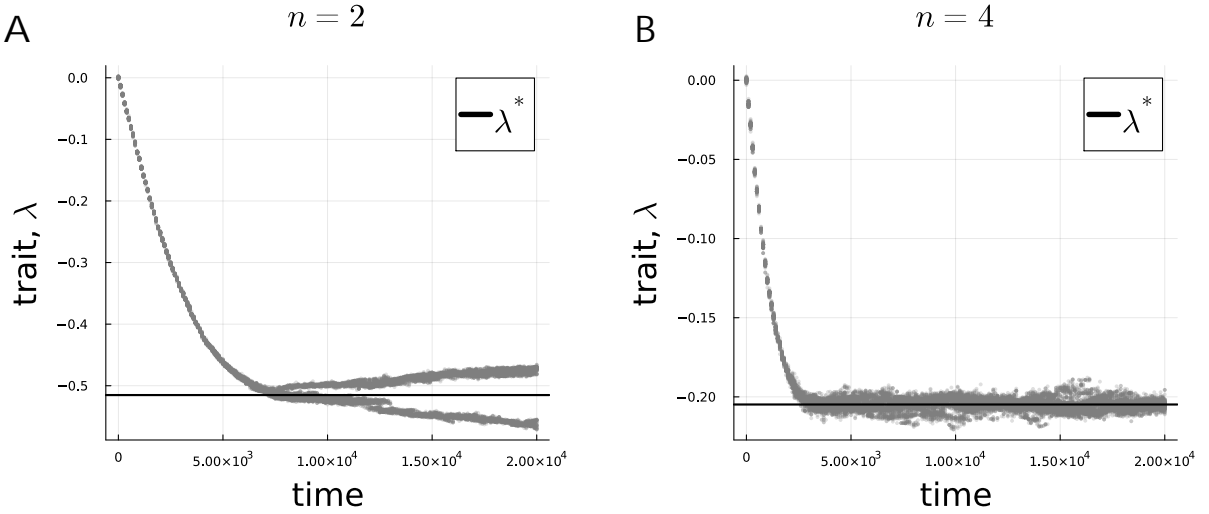 A
n = 2
λ*
0.0
−0.1
−0.2
−0.3
−0.4
−0.5
trait, λ
0
5.00×10³
1.00×10⁴
1.50×10⁴
2.00×10⁴
time
B
n = 4
λ*
0.00
−0.05
−0.10
−0.15
−0.20
trait, λ
0
5.00×10³
1.00×10⁴
1.50×10⁴
2.00×10⁴
time